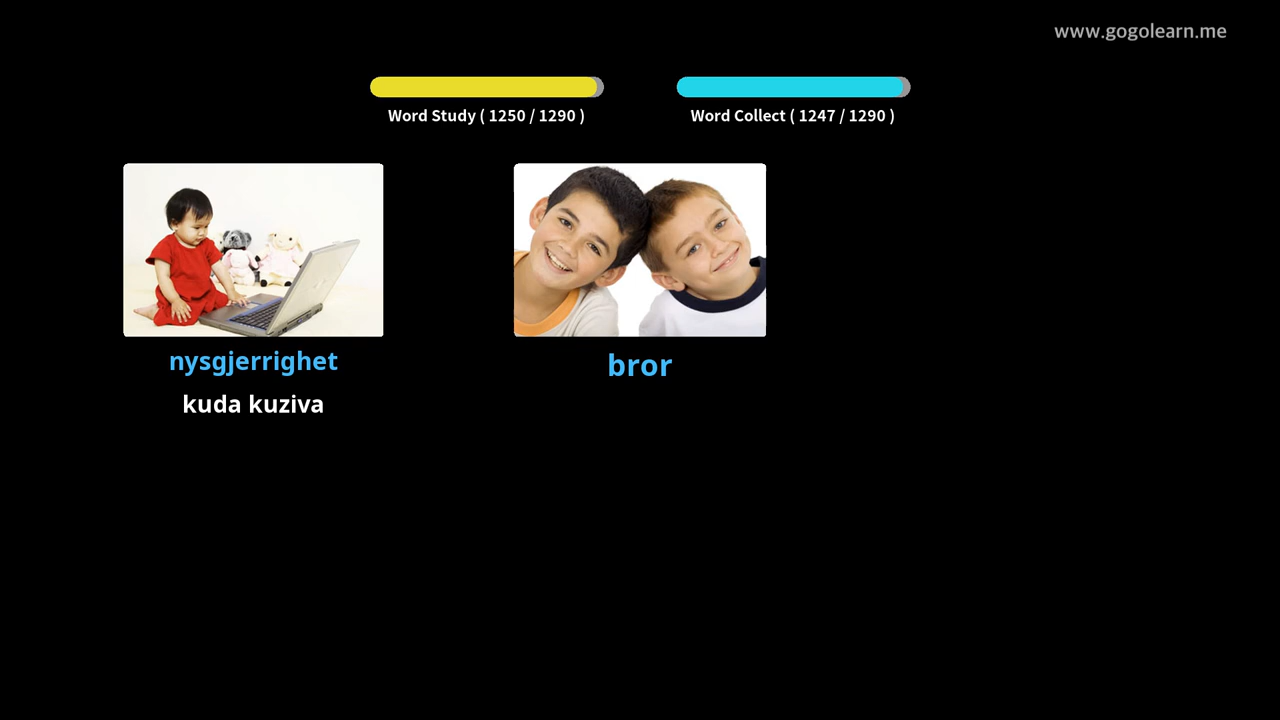 www.gogolearn.me
Word Study ( 1250 / 1290 )
Word Collect ( 1247 / 1290 )
nysgjerrighet
bror
kuda kuziva